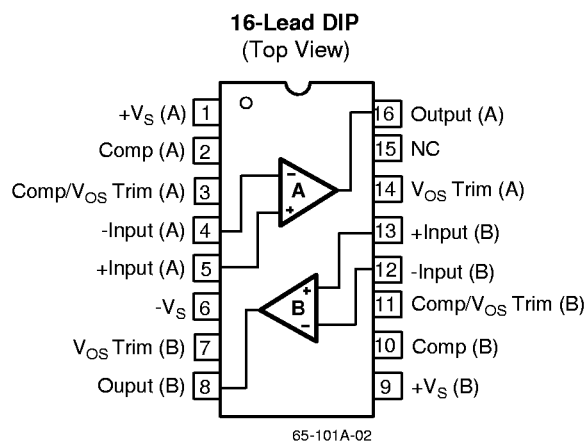 16-Lead DIP
(Top View)
+VS (A) 1
Comp (A) 2
Comp/VOS Trim (A) 3
-Input (A) 4
+Input (A) 5
-VS 6
VOS Trim (B) 7
Ouput (B) 8
16 Output (A)
15 NC
14 VOS Trim (A)
13 +Input (B)
12 -Input (B)
11 Comp/VOS Trim (B)
10 Comp (B)
9 +VS (B)
− A +
+ B −
65-101A-02